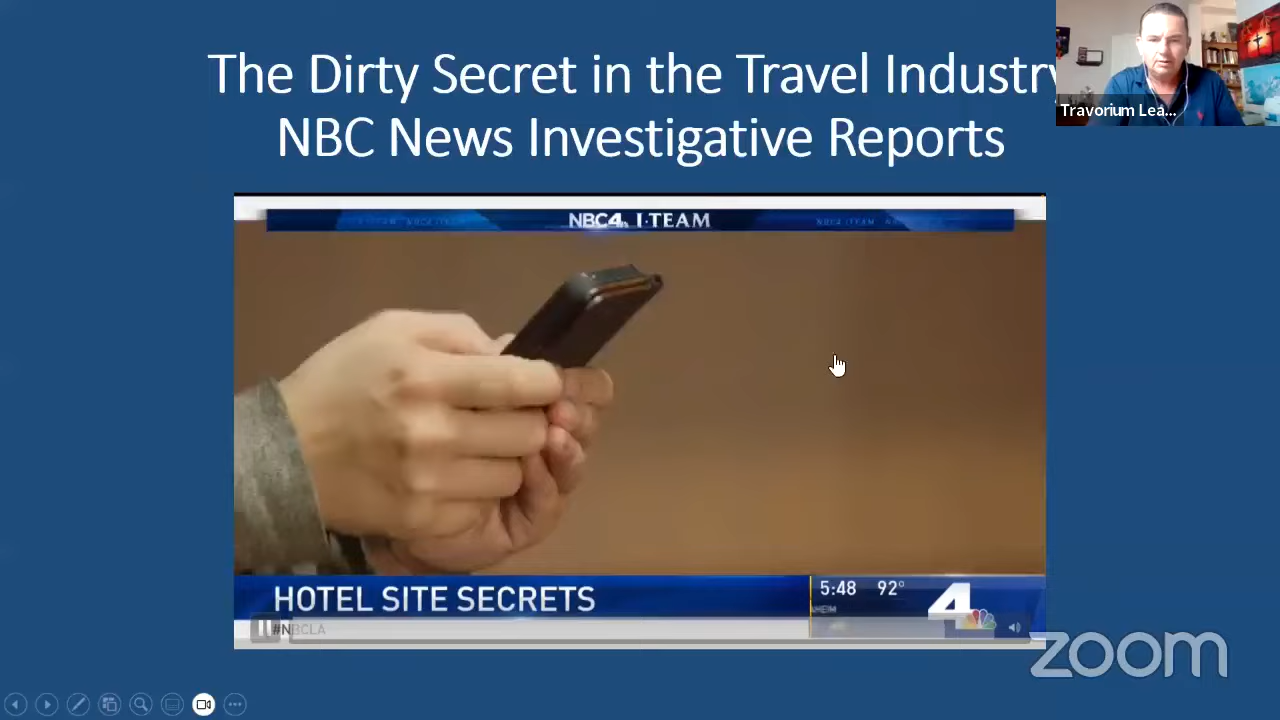 The Dirty Secret in the Travel Industry
NBC News Investigative Reports
Travorium Lea...
NBC4 I-TEAM
HOTEL SITE SECRETS
5:48 92°
#NBCLA
4
zoom